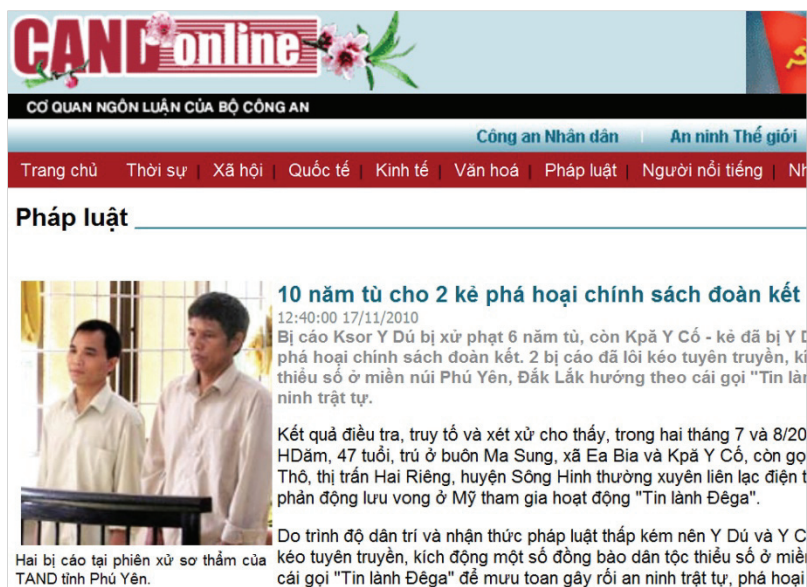 CAND online
CƠ QUAN NGÔN LUẬN CỦA BỘ CÔNG AN
Công an Nhân dân An ninh Thế giới
Trang chủ Thời sự | Xã hội | Quốc tế | Kinh tế | Văn hoá | Pháp luật | Người nổi tiếng |
Pháp luật
10 năm tù cho 2 kẻ phá hoại chính sách đoàn kết
12:40:00 17/11/2010
Bị cáo Ksor Y Dú bị xử phạt 6 năm tù, còn Kpă Y Cố - kẻ đã bị Y
phá hoại chính sách đoàn kết. 2 bị cáo đã lôi kéo tuyên truyền,
thiểu số ở miền núi Phú Yên, Đắk Lắk hướng theo cái gọi "Tin
ninh trật tự.
Kết quả điều tra, truy tố và xét xử cho thấy, trong hai tháng 7 và 8/20
HDăm, 47 tuổi, trú ở buôn Ma Sung, xã Ea Bia và Kpă Y Cố, còn
Thô, thị trấn Hai Riêng, huyện Sông Hinh thường xuyên liên lạc điện
phản động lưu vong ở Mỹ tham gia hoạt động "Tin lành Đêga".
Do trình độ dân trí và nhận thức pháp luật thấp kém nên Y Dú và Y
kéo tuyên truyền, kích động một số đồng bào dân tộc thiểu số ở
cái gọi "Tin lành Đêga" để mưu toan gây rối an ninh trật tự, phá hoại
Hai bị cáo tại phiên xử sơ thẩm của
TAND tỉnh Phú Yên.